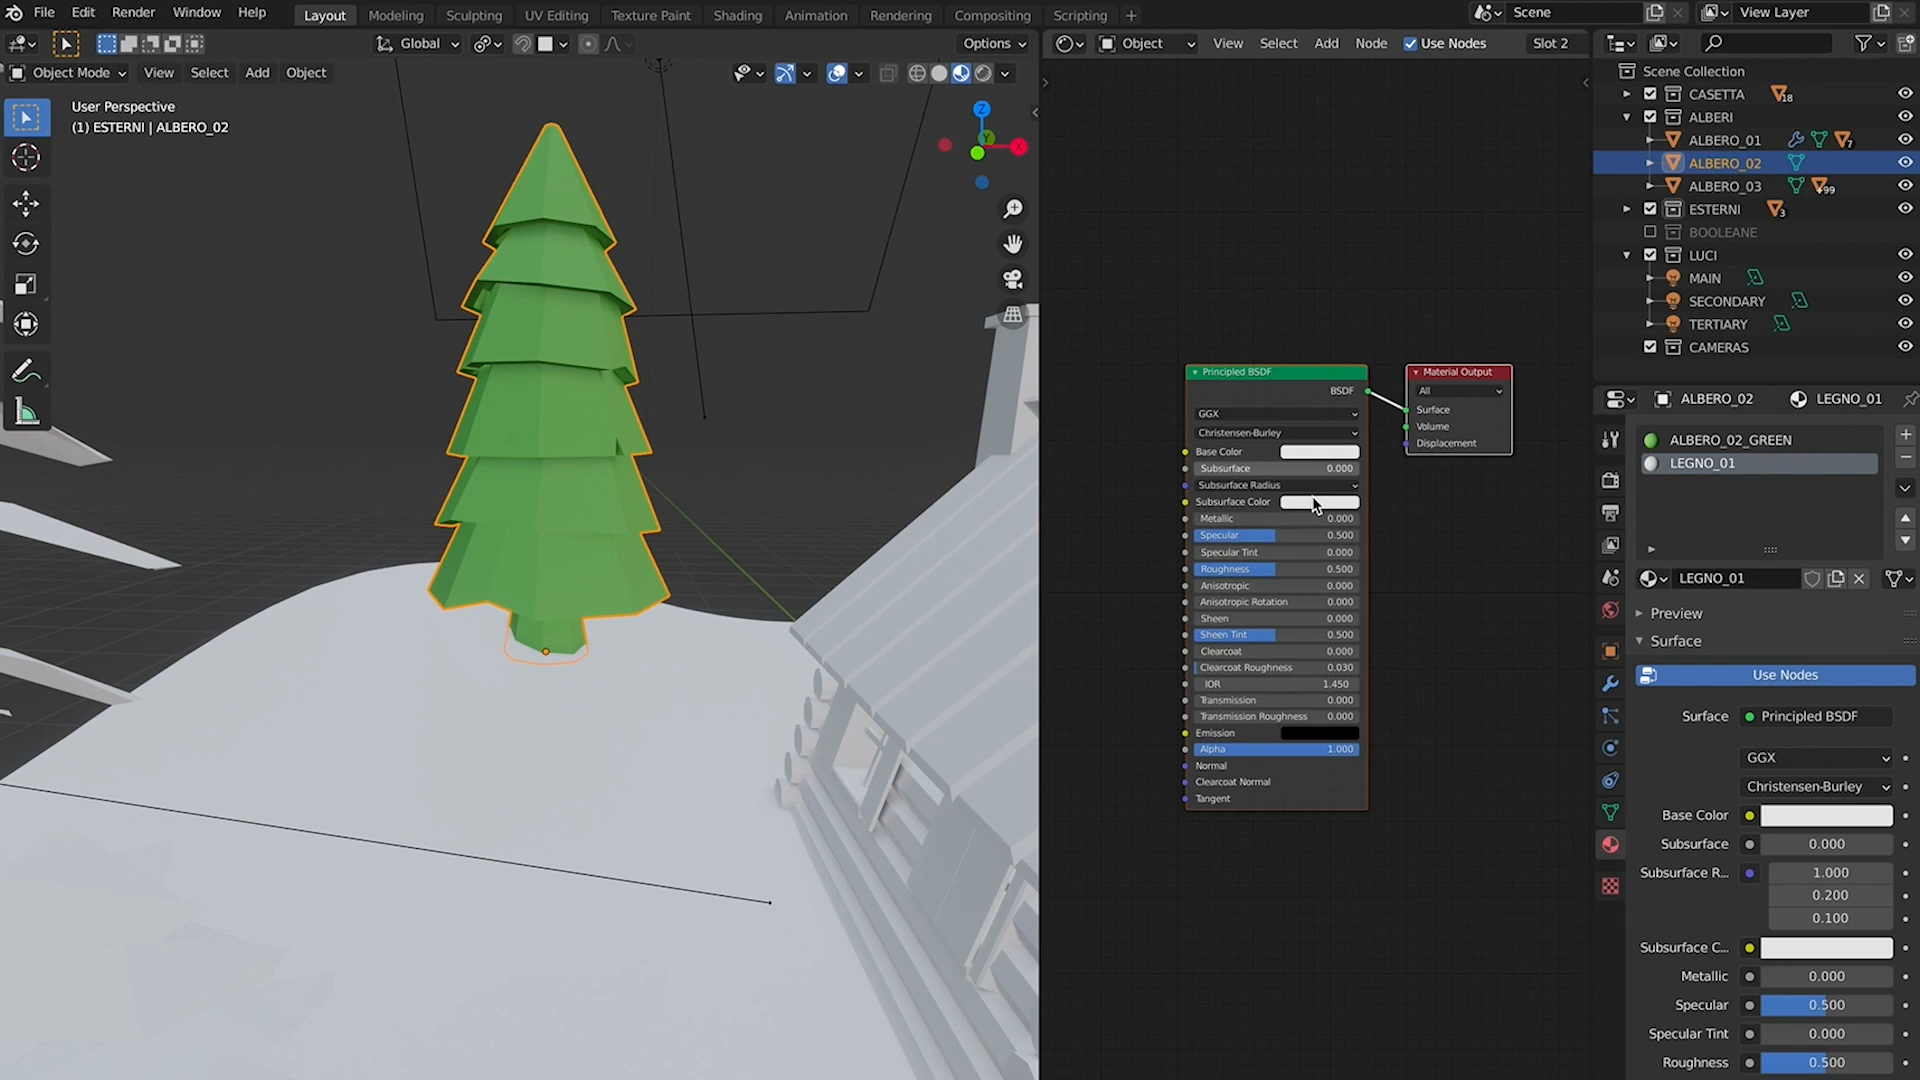 File Edit Render Window Help Layout Modeling Sculpting UV Editing Texture Paint Shading Animation Rendering Compositing Scripting + Scene View Layer
Global Options Object View Select Add Node Use Nodes Slot 2
Object Mode View Select Add Object
User Perspective
(1) ESTERNI | ALBERO_02
Z
Y
X
Principled BSDF
BSDF
GGX
Christensen-Burley
Base Color
Subsurface 0.000
Subsurface Radius
Subsurface Color
Metallic 0.000
Specular 0.500
Specular Tint 0.000
Roughness 0.500
Anisotropic 0.000
Anisotropic Rotation 0.000
Sheen 0.000
Sheen Tint 0.500
Clearcoat 0.000
Clearcoat Roughness 0.030
IOR 1.450
Transmission 0.000
Transmission Roughness 0.000
Emission
Alpha 1.000
Normal
Clearcoat Normal
Tangent
Material Output
All
Surface
Volume
Displacement
Scene Collection
CASETTA 18
ALBERI
ALBERO_01 7
ALBERO_02
ALBERO_03 99
ESTERNI 3
BOOLEANE
LUCI
MAIN
SECONDARY
TERTIARY
CAMERAS
ALBERO_02 LEGNO_01
ALBERO_02_GREEN
LEGNO_01
LEGNO_01
Preview
Surface
Use Nodes
Surface Principled BSDF
GGX
Christensen-Burley
Base Color
Subsurface 0.000
Subsurface R... 1.000
0.200
0.100
Subsurface C...
Metallic 0.000
Specular 0.500
Specular Tint 0.000
Roughness 0.500